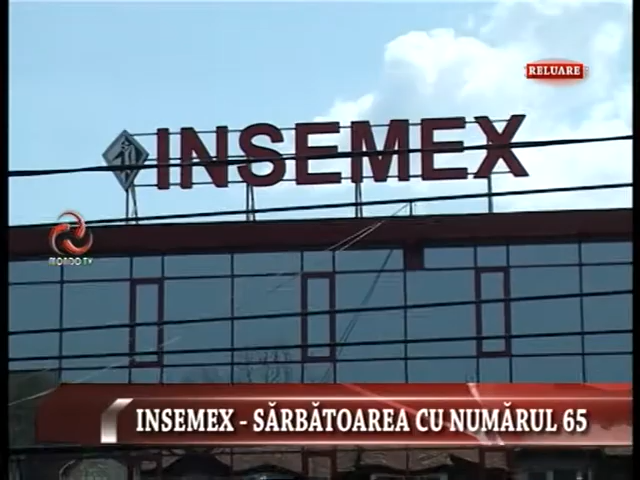 RELUARE
INSEMEX
MONDO TV
INSEMEX - SĂRBĂTOAREA CU NUMĂRUL 65